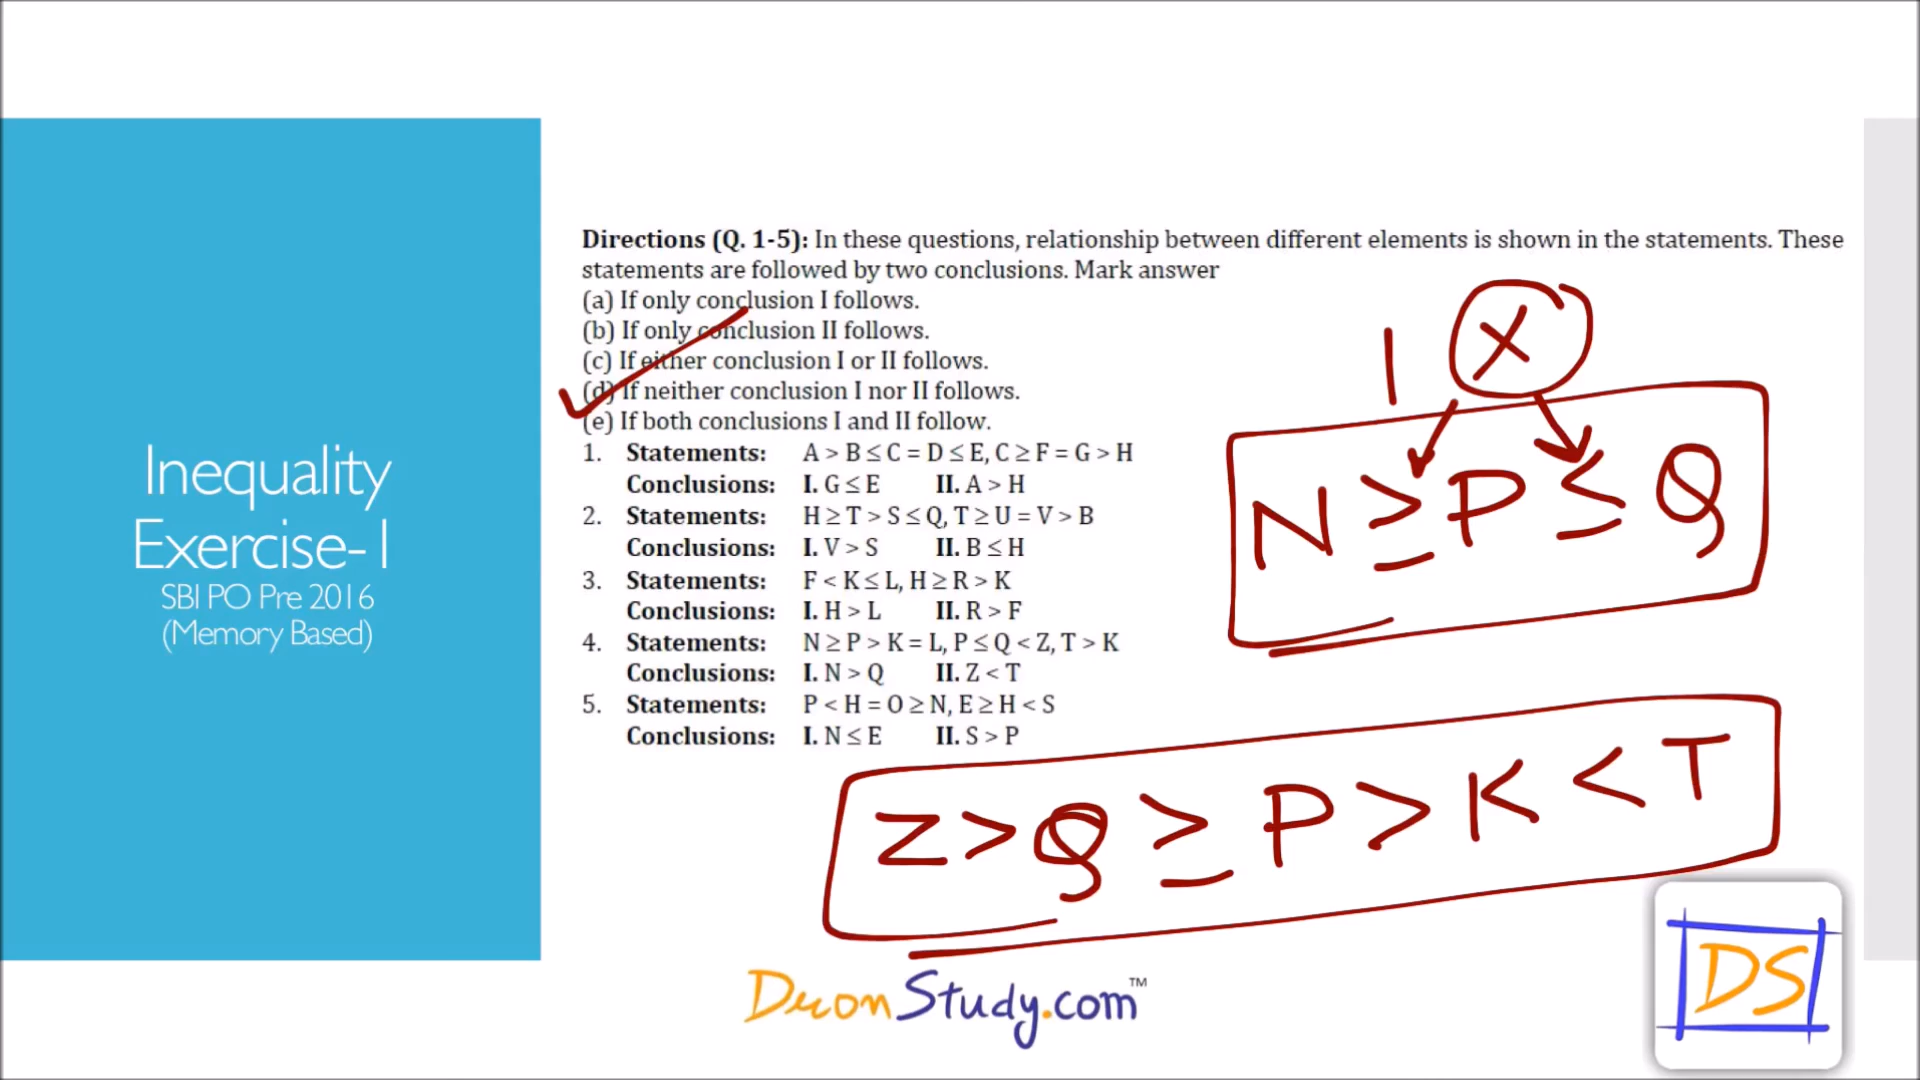 Inequality
Exercise-1
SBI PO Pre 2016
(Memory Based)
Directions (Q. 1-5): In these questions, relationship between different elements is shown in the statements. These
statements are followed by two conclusions. Mark answer
(a) If only conclusion I follows.
(b) If only conclusion II follows.
(c) If either conclusion I or II follows.
(d) If neither conclusion I nor II follows.
(e) If both conclusions I and II follow.
1. Statements: A > B ≤ C = D ≤ E, C ≥ F = G > H
Conclusions: I. G ≤ E II. A > H
2. Statements: H ≥ T > S ≤ Q, T ≥ U = V > B
Conclusions: I. V > S II. B ≤ H
3. Statements: F < K ≤ L, H ≥ R > K
Conclusions: I. H > L II. R > F
4. Statements: N ≥ P > K = L, P ≤ Q < Z, T > K
Conclusions: I. N > Q II. Z < T
5. Statements: P < H = O ≥ N, E ≥ H < S
Conclusions: I. N ≤ E II. S > P
I X
N ≥ P ≤ Q
Z > Q ≥ P > K < T
DuonStudy.com™
DS